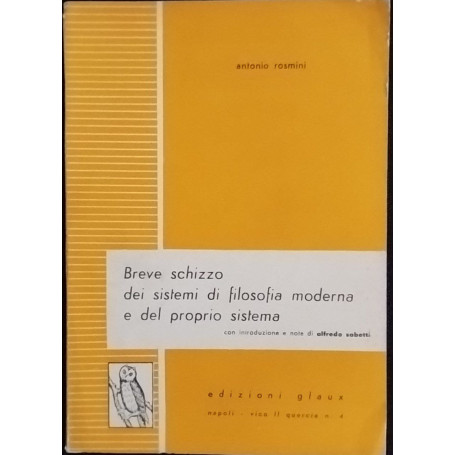 antonio rosmini
Breve schizzo
dei sistemi di filosofia moderna
e del proprio sistema
con introduzione e note di alfredo sabetti
edizioni glaux
napoli - vico II quercia n. 4